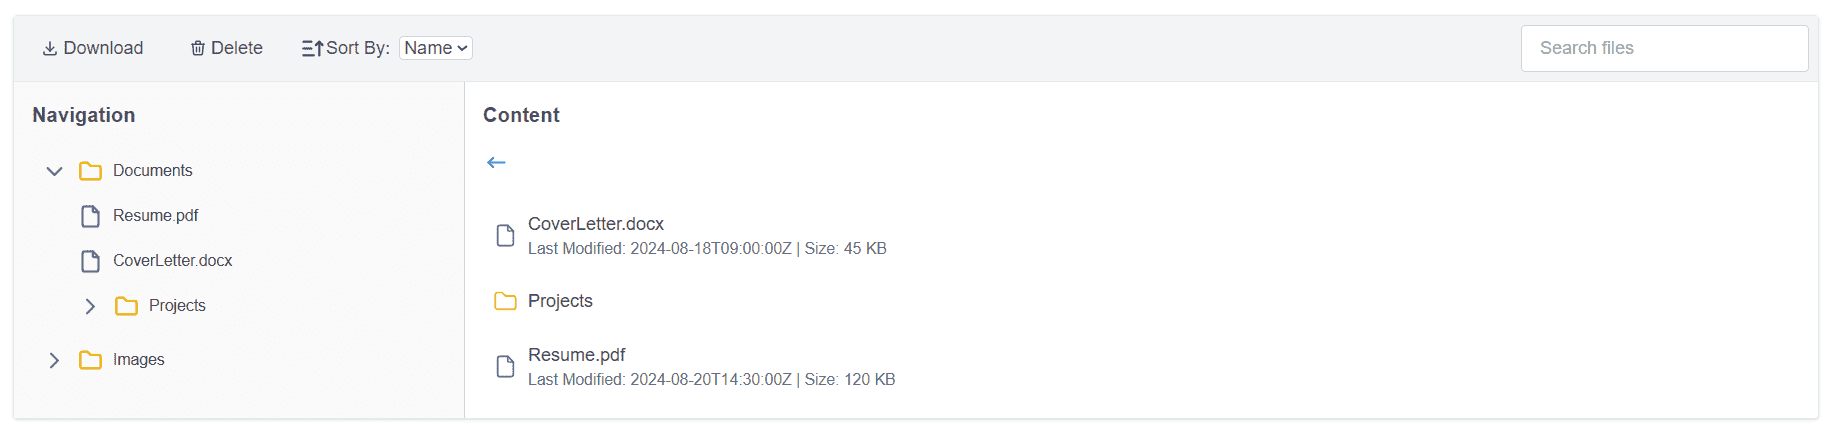 Download Delete Sort By: Name Search files
Navigation
Documents
Resume.pdf
CoverLetter.docx
Projects
Images
Content
CoverLetter.docx
Last Modified: 2024-08-18T09:00:00Z | Size: 45 KB
Projects
Resume.pdf
Last Modified: 2024-08-20T14:30:00Z | Size: 120 KB